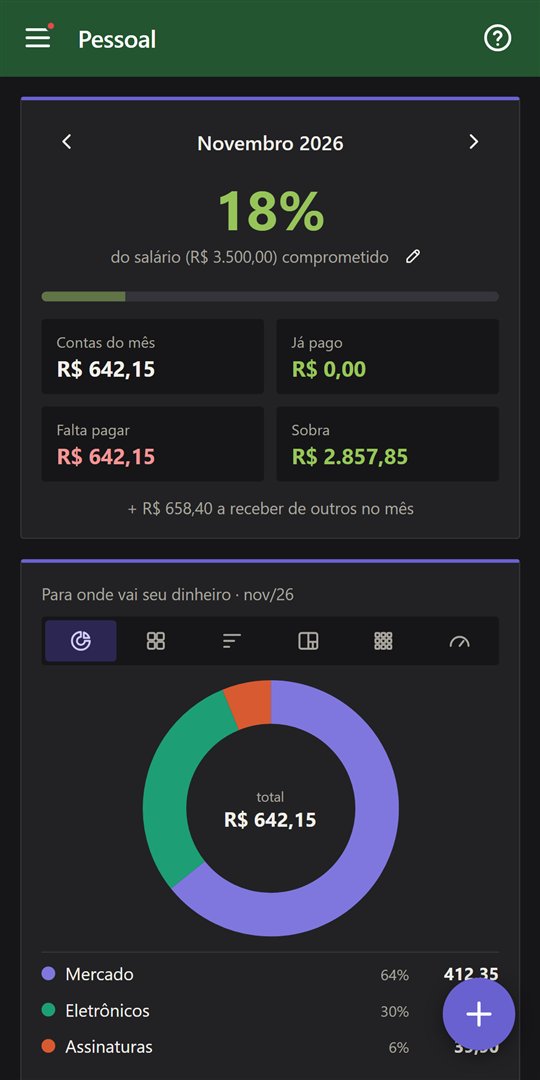 Pessoal
Novembro 2026
18%
do salário (R$ 3.500,00) comprometido
Contas do mês
R$ 642,15
Já pago
R$ 0,00
Falta pagar
R$ 642,15
Sobra
R$ 2.857,85
+ R$ 658,40 a receber de outros no mês
Para onde vai seu dinheiro · nov/26
total
R$ 642,15
Mercado 64% 412,35
Eletrônicos 30%
Assinaturas 6%